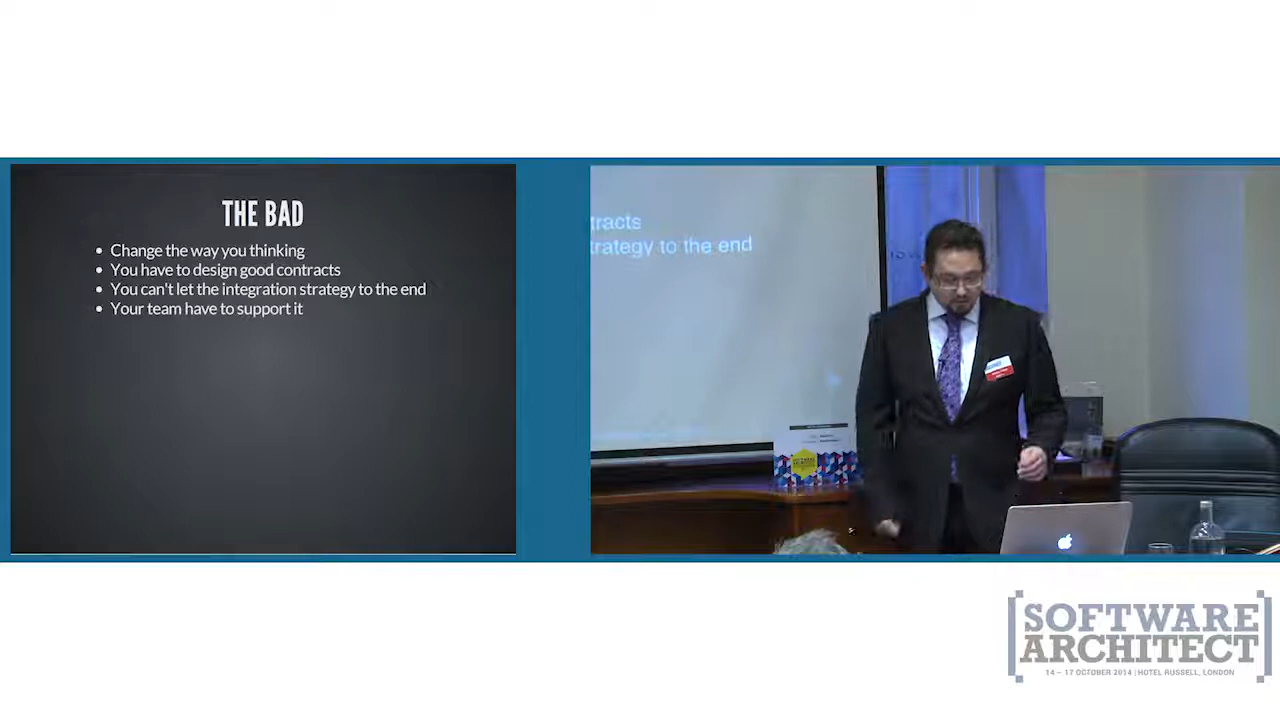 THE BAD
Change the way you thinking
You have to design good contracts
You can't let the integration strategy to the end
Your team have to support it
tracts
trategy to the end
SOFTWARE
ARCHITECT
14 – 17 OCTOBER 2014 | HOTEL RUSSELL, LONDON